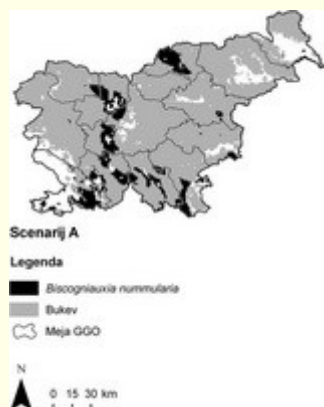 Scenarij A
Legenda
Biscogniauxia nummularia
Bukev
Meja GGO
N
0 15 30 km